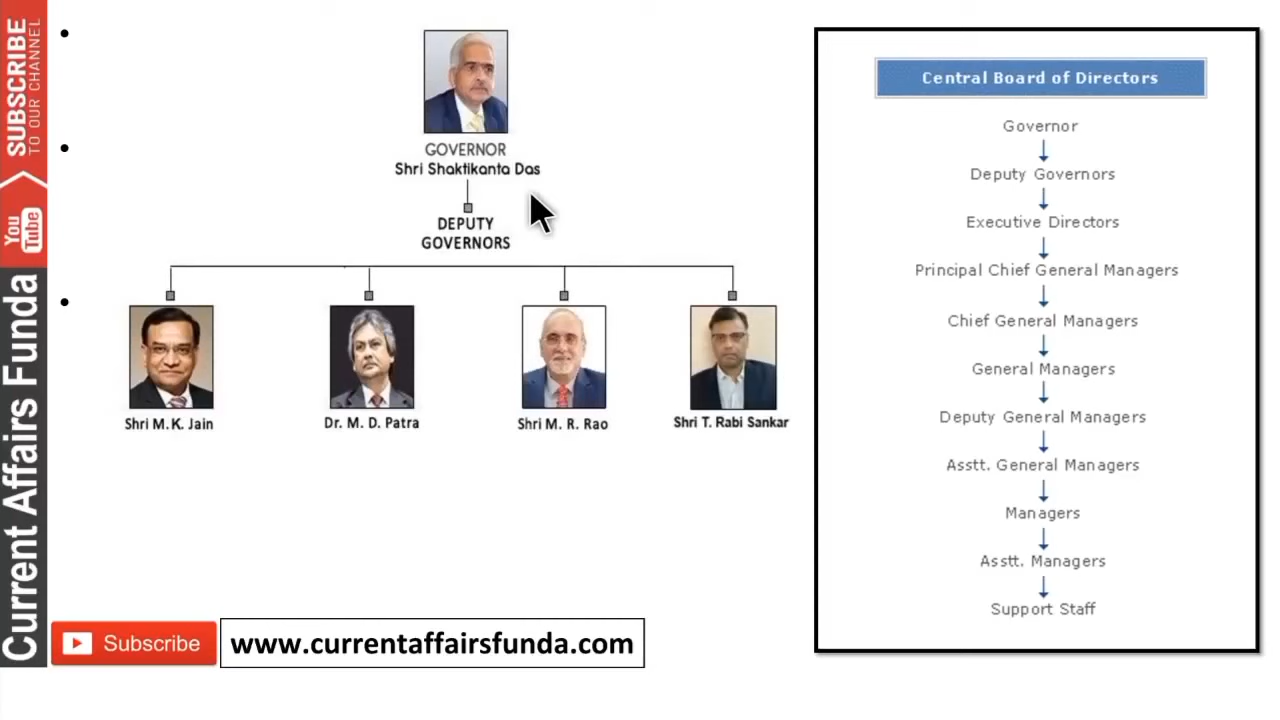 SUBSCRIBE
TO OUR CHANNEL
You
Tube
Current Affairs Funda
GOVERNOR
Shri Shaktikanta Das
DEPUTY
GOVERNORS
Shri M. K. Jain
Dr. M. D. Patra
Shri M. R. Rao
Shri T. Rabi Sankar
Subscribe
www.currentaffairsfunda.com
Central Board of Directors
Governor
Deputy Governors
Executive Directors
Principal Chief General Managers
Chief General Managers
General Managers
Deputy General Managers
Asstt. General Managers
Managers
Asstt. Managers
Support Staff